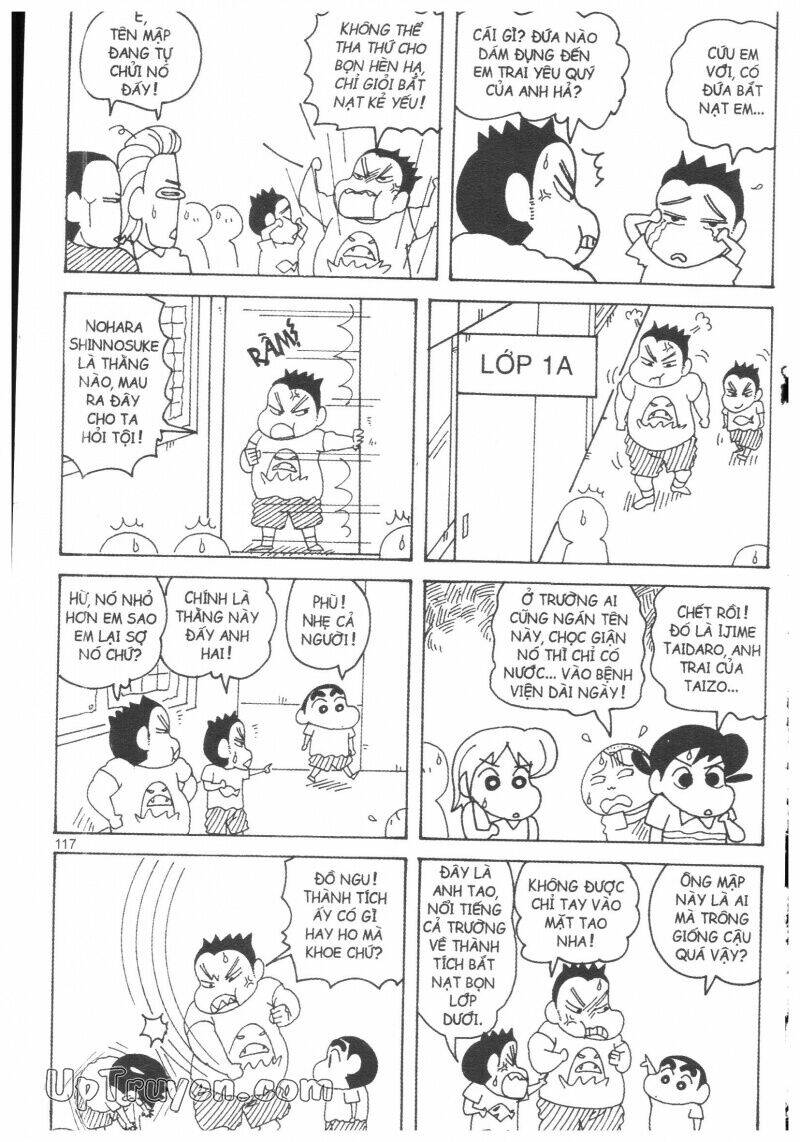 CỨU EM
VỚI, CÓ
ĐỨA BẮT
NẠT EM...
CÁI GÌ? ĐỨA NÀO
DÁM ĐỤNG ĐẾN
EM TRAI YÊU QUÝ
CỦA ANH HẢ?
KHÔNG THỂ
THA THỨ CHO
BỌN HÈN HẠ,
CHỈ GIỎI BẮT
NẠT KẺ YẾU!
Ê,
TÊN MẬP
ĐANG TỰ
CHỬI NÓ
ĐẤY!
LỚP 1A
RẦM!
NOHARA
SHINNOSUKE
LÀ THẰNG
NÀO, MAU
RA ĐÂY
CHO TA
HỎI TỘI!
CHẾT RỒI!
ĐÓ LÀ IJIME
TAIDARO, ANH
TRAI CỦA
TAIZO...
Ở TRƯỜNG AI
CŨNG NGÁN TÊN
NÀY, CHỌC GIẬN
NÓ THÌ CHỈ CÓ
NƯỚC... VÀO BỆNH
VIỆN DÀI NGÀY!
PHÙ!
NHẸ CẢ
NGƯỜI!
CHÍNH LÀ
THẰNG NÀY
ĐẤY ANH
HAI!
HỪ, NÓ NHỎ
HƠN EM SAO
EM LẠI SỢ
NÓ CHỨ?
117
ÔNG MẬP
NÀY LÀ AI
MÀ TRÔNG
GIỐNG CẬU
QUÁ VẬY?
KHÔNG ĐƯỢC
CHỈ TAY VÀO
MẶT TAO
NHA!
ĐÂY LÀ
ANH TAO,
NỔI TIẾNG
CẢ TRƯỜNG
VỀ THÀNH
TÍCH BẮT
NẠT BỌN
LỚP
DƯỚI.
ĐỒ NGU!
THÀNH TÍCH
ẤY CÓ GÌ
HAY HO MÀ
KHOE CHỨ?
UPTRUYEN.COM